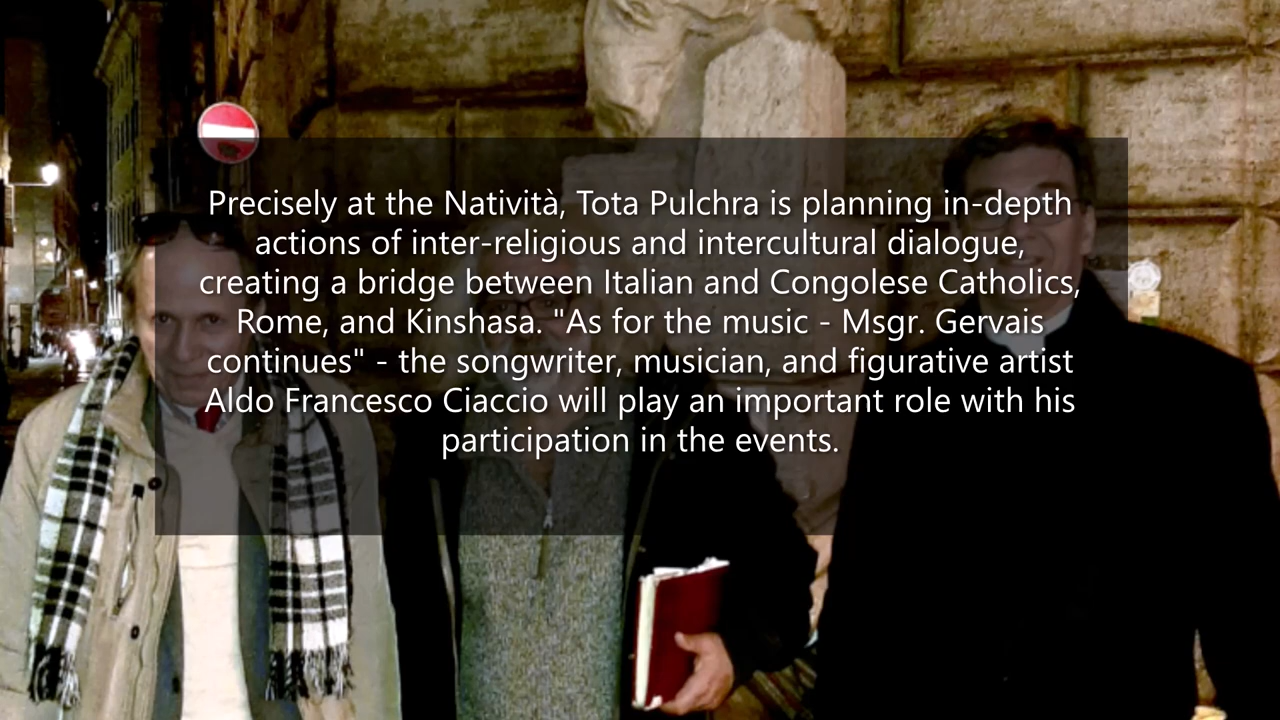 Precisely at the Natività, Tota Pulchra is planning in-depth
actions of inter-religious and intercultural dialogue,
creating a bridge between Italian and Congolese Catholics,
Rome, and Kinshasa. "As for the music - Msgr. Gervais
continues" - the songwriter, musician, and figurative artist
Aldo Francesco Ciaccio will play an important role with his
participation in the events.